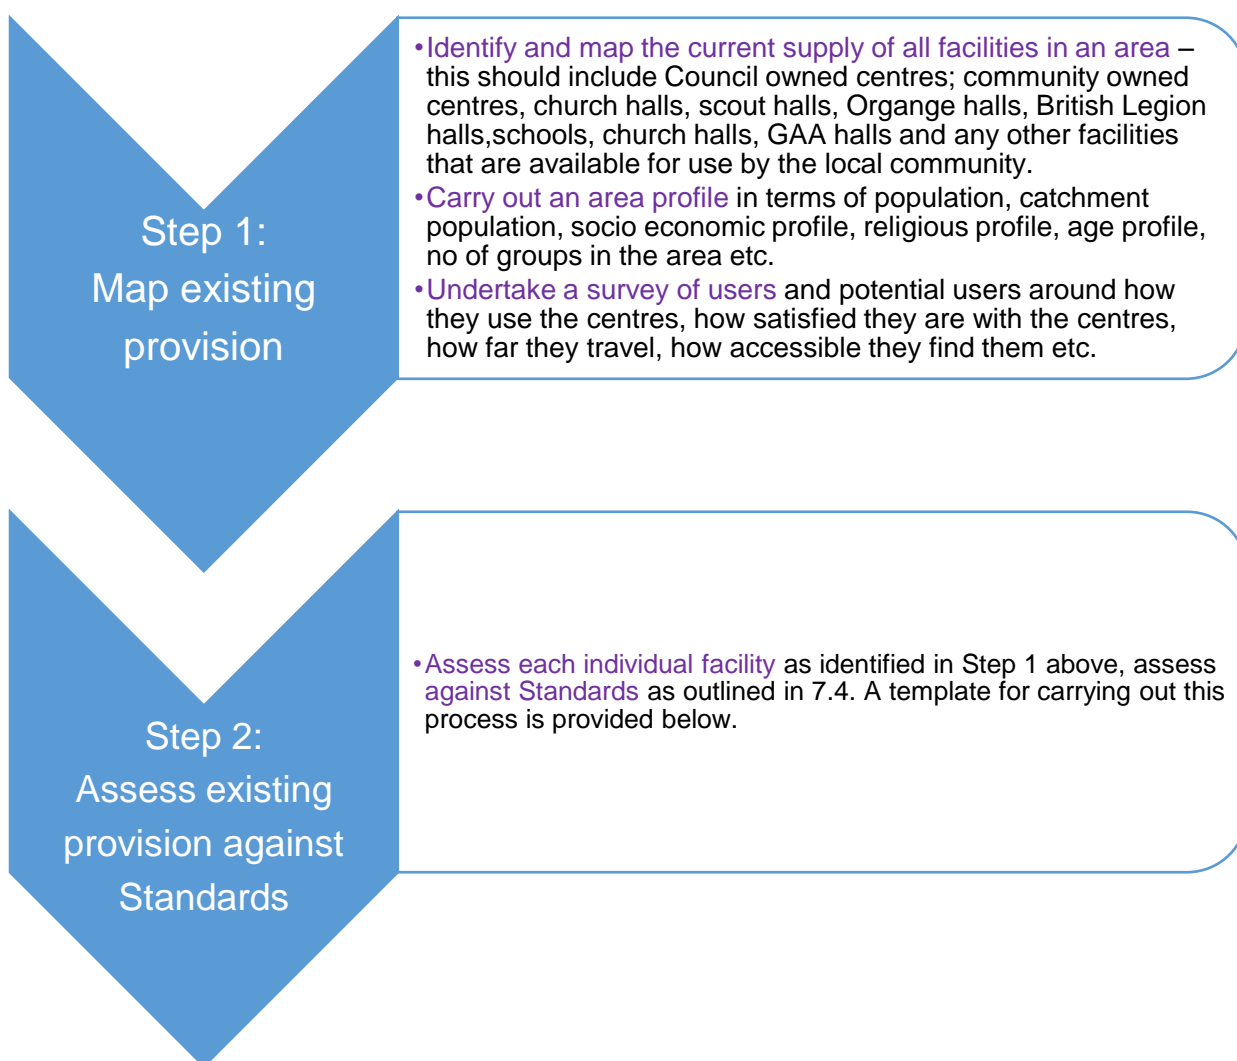 Step 1:
Map existing
provision
•Identify and map the current supply of all facilities in an area –
this should include Council owned centres; community owned
centres, church halls, scout halls, Organge halls, British Legion
halls,schools, church halls, GAA halls and any other facilities
that are available for use by the local community.
•Carry out an area profile in terms of population, catchment
population, socio economic profile, religious profile, age profile,
no of groups in the area etc.
•Undertake a survey of users and potential users around how
they use the centres, how satisfied they are with the centres,
how far they travel, how accessible they find them etc.
Step 2:
Assess existing
provision against
Standards
•Assess each individual facility as identified in Step 1 above, assess
against Standards as outlined in 7.4. A template for carrying out this
process is provided below.